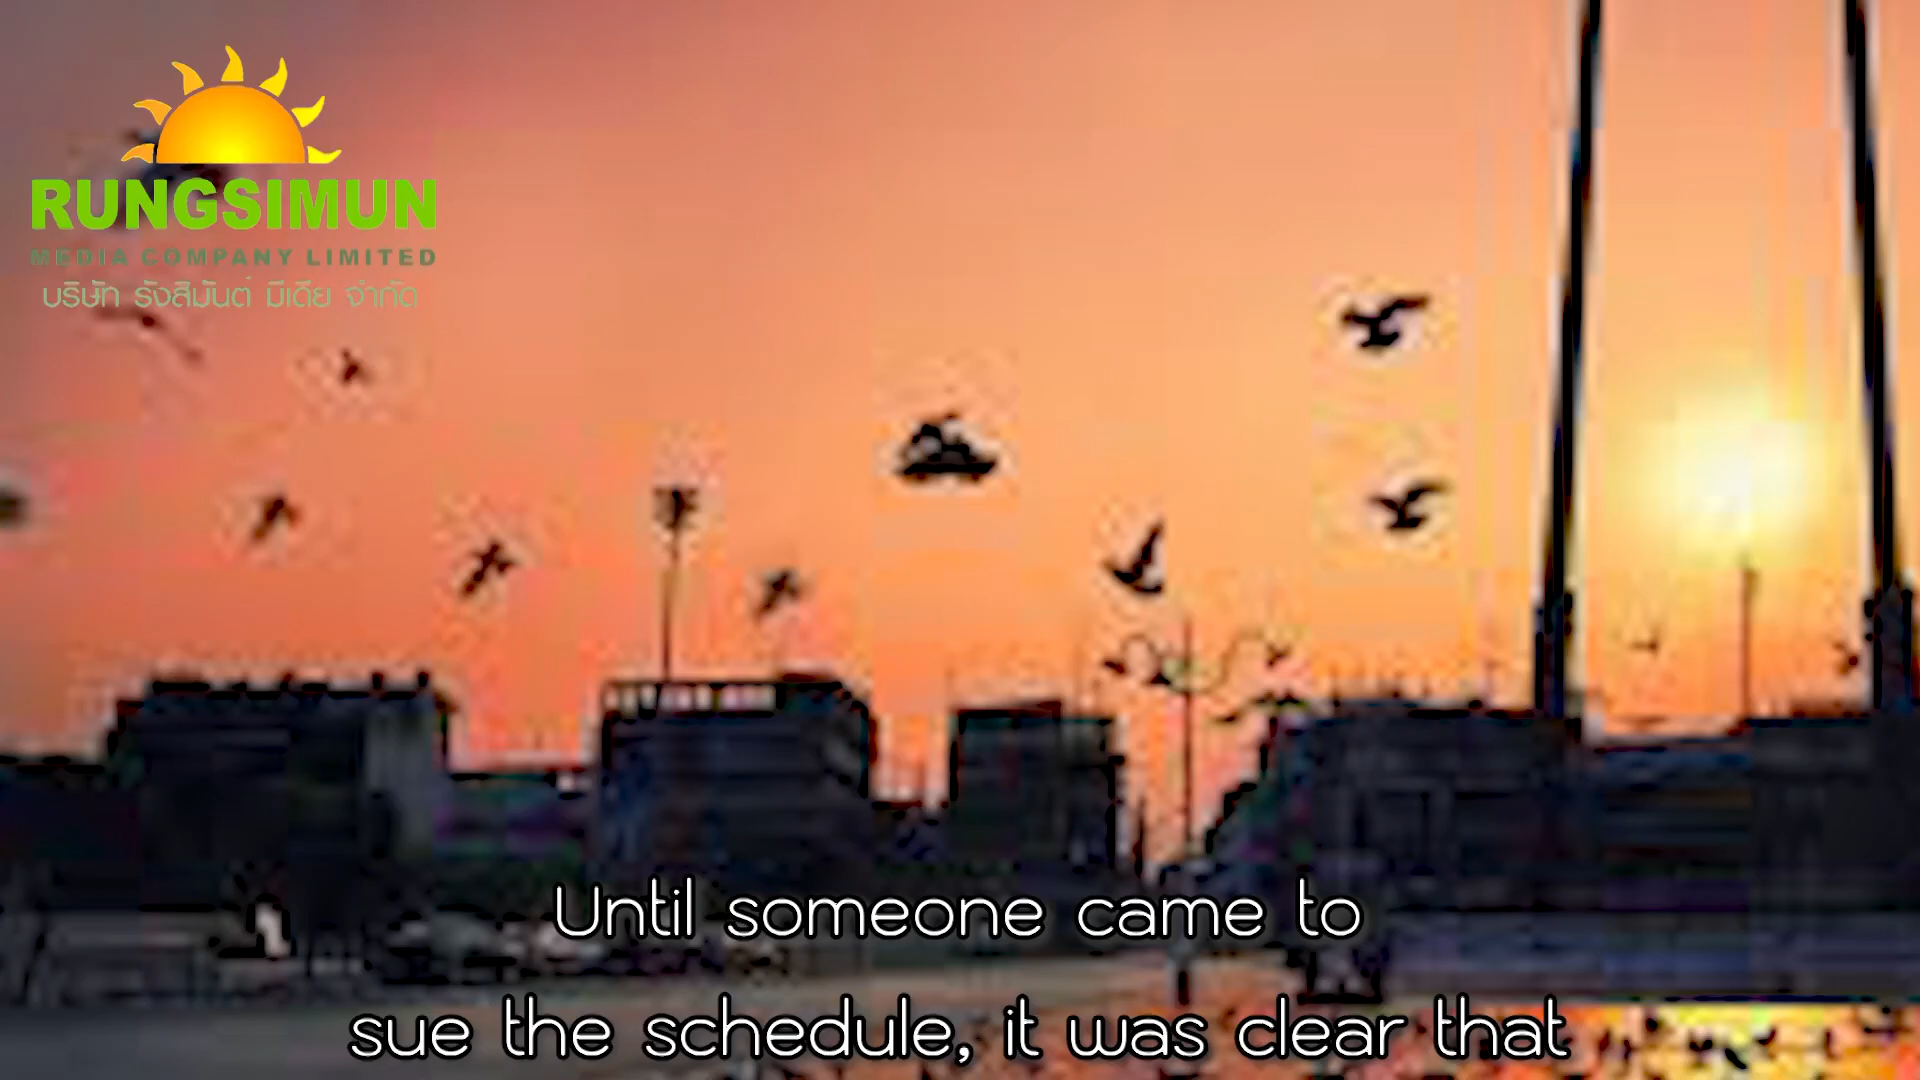 RUNGSIMUN
MEDIA COMPANY LIMITED
บริษัท รังสิมันต์ มีเดีย จำกัด
Until someone came to
sue the schedule, it was clear that